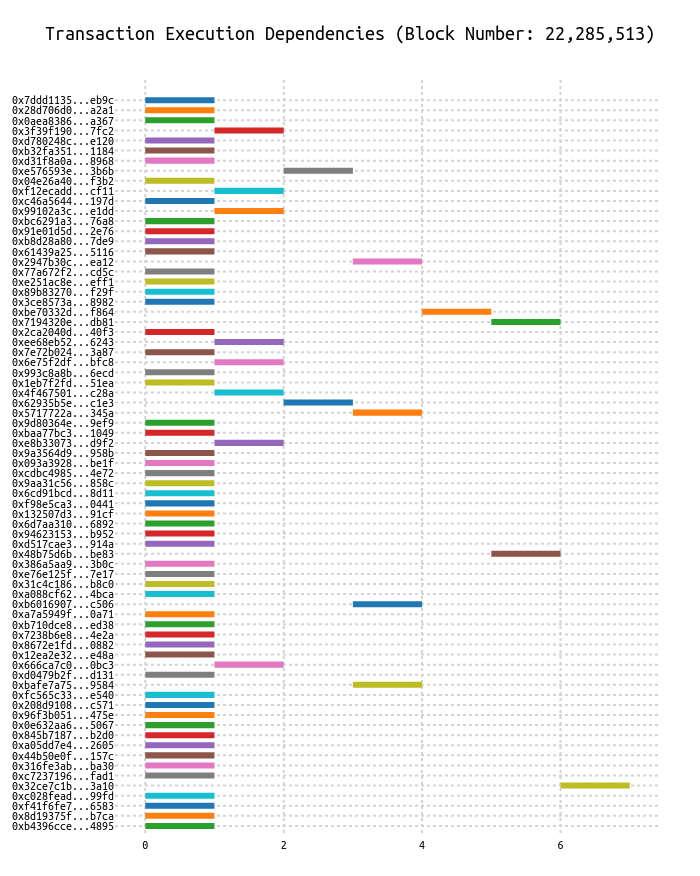 Transaction Execution Dependencies (Block Number: 22,285,513)
0x7ddd1135...eb9c
0x28d706d0...a2a1
0x0aea8386...a367
0x3f39f190...7fc2
0xd780248c...e120
0xb32fa351...1184
0xd31f8a0a...8968
0xe576593e...3b6b
0x04e26a40...f3b2
0xf12ecadd...cf11
0xc46a5644...197d
0x99102a3c...e1dd
0xbc6291a3...76a8
0x91e01d5d...2e76
0xb8d28a80...7de9
0x61439a25...5116
0x2947b30c...ea12
0x77a672f2...cd5c
0xe251ac8e...eff1
0x89b83270...f29f
0x3ce8573a...8982
0xbe70332d...f864
0x7194320e...db81
0x2ca2040d...40f3
0xee68eb52...6243
0x7e72b024...3a87
0x6e75f2df...bfc8
0x993c8a8b...6ecd
0x1eb7f2fd...51ea
0x4f467501...c28a
0x62935b5e...c1e3
0x5717722a...345a
0x9d80364e...9ef9
0xbaa77bc3...1049
0xe8b33073...d9f2
0x9a3564d9...958b
0x093a3928...be1f
0xcdbc4985...4e72
0x9aa31c56...858c
0x6cd91bcd...8d11
0xf98e5ca3...0441
0x132507d3...91cf
0x6d7aa310...6892
0x94623153...b952
0xd517cae3...914a
0x48b75d6b...be83
0x386a5aa9...3b0c
0xe76e125f...7e17
0x31c4c186...b8c0
0xa088cf62...4bca
0xb6016907...c506
0xa7a5949f...0a71
0xb710dce8...ed38
0x7238b6e8...4e2a
0x8672e1fd...0882
0x12ea2e32...e48a
0x666ca7c0...0bc3
0xd0479b2f...d131
0xbafe7a75...9584
0xfc565c33...e540
0x208d9108...c571
0x96f3b051...475e
0x0e632aa6...5067
0x845b7187...b2d0
0xa05dd7e4...2605
0x44b50e0f...157c
0x316fe3ab...ba30
0xc7237196...fad1
0x32ce7c1b...3a10
0xc028fead...99fd
0xf41f6fe7...6583
0x8d19375f...b7ca
0xb4396cce...4895
0 2 4 6